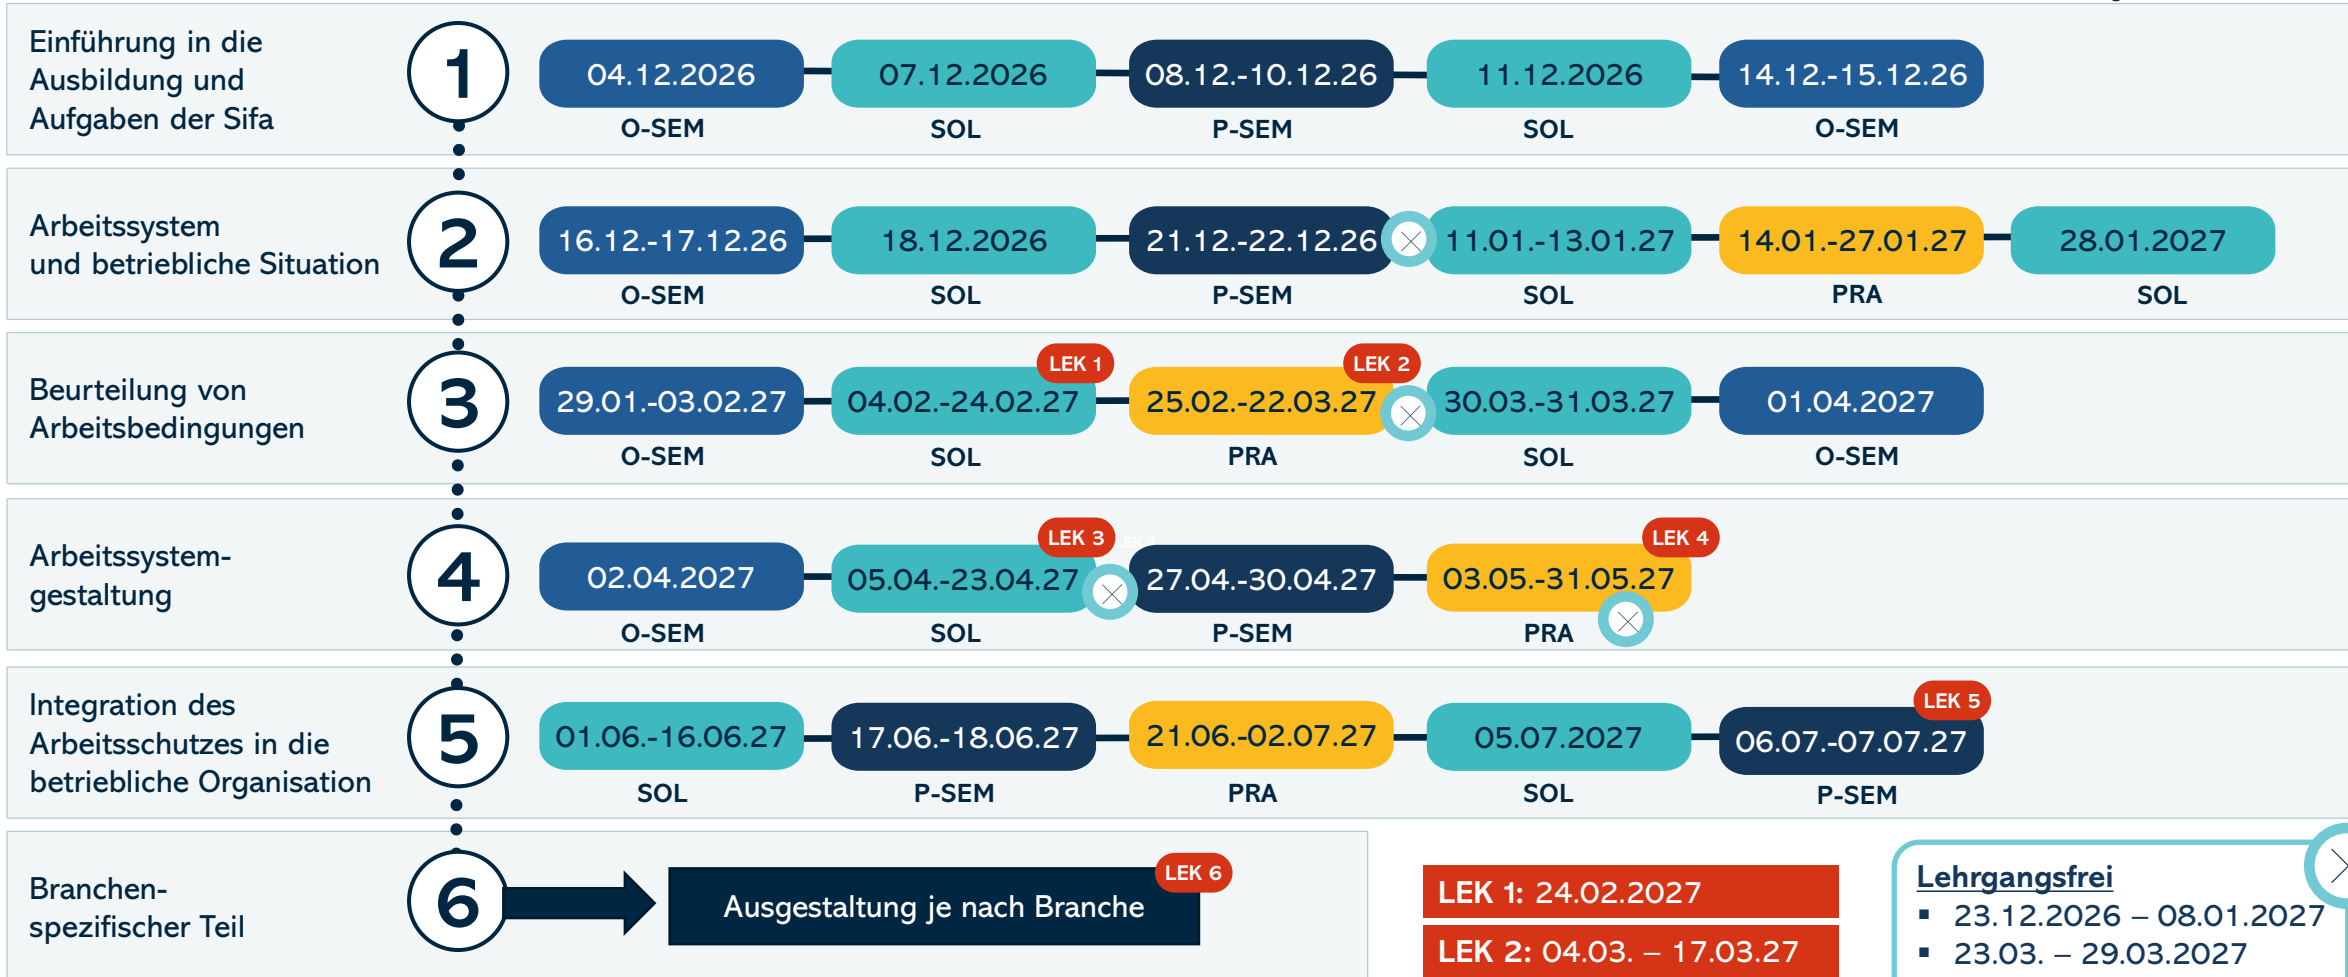 Einführung in die
Ausbildung und
Aufgaben der Sifa
1
04.12.2026
07.12.2026
08.12.-10.12.26
11.12.2026
14.12.-15.12.26
O-SEM
SOL
P-SEM
SOL
O-SEM
Arbeitssystem
und betriebliche Situation
2
16.12.-17.12.26
18.12.2026
21.12.-22.12.26
11.01.-13.01.27
14.01.-27.01.27
28.01.2027
O-SEM
SOL
P-SEM
SOL
PRA
SOL
Beurteilung von
Arbeitsbedingungen
3
LEK 1
LEK 2
29.01.-03.02.27
04.02.-24.02.27
25.02.-22.03.27
30.03.-31.03.27
01.04.2027
O-SEM
SOL
PRA
SOL
O-SEM
Arbeitssystem-
gestaltung
4
LEK 3
LEK 4
02.04.2027
05.04.-23.04.27
27.04.-30.04.27
03.05.-31.05.27
O-SEM
SOL
P-SEM
PRA
Integration des
Arbeitsschutzes in die
betriebliche Organisation
5
LEK 5
01.06.-16.06.27
17.06.-18.06.27
21.06.-02.07.27
05.07.2027
06.07.-07.07.27
SOL
P-SEM
PRA
SOL
P-SEM
Branchen-
spezifischer Teil
6
LEK 6
Ausgestaltung je nach Branche
LEK 1: 24.02.2027
LEK 2: 04.03. – 17.03.27
Lehrgangsfrei
▪ 23.12.2026 – 08.01.2027
▪ 23.03. – 29.03.2027